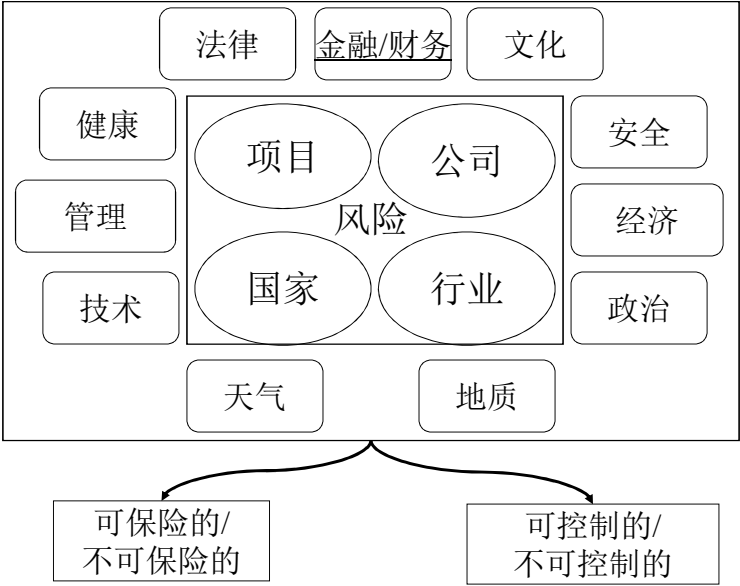 法律
金融/财务
文化
健康
安全
项目
公司
管理
风险
经济
国家
行业
技术
政治
天气
地质
可保险的/
不可保险的
可控制的/
不可控制的